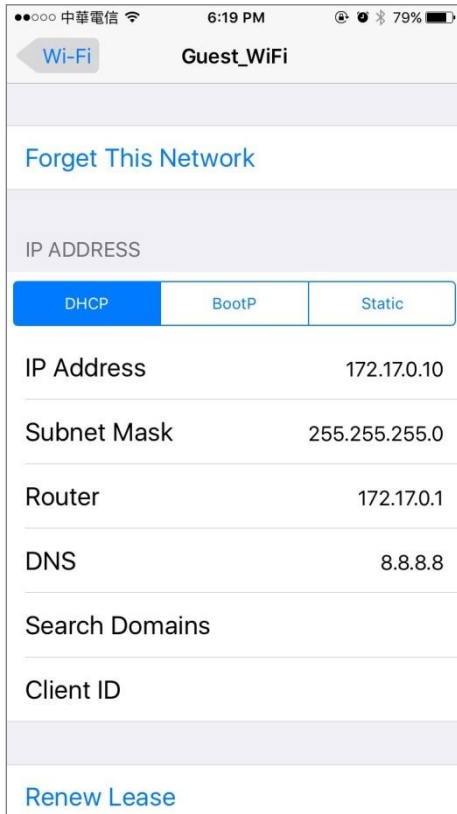 中華電信 6:19 PM 79%
Wi-Fi Guest_WiFi
Forget This Network
IP ADDRESS
DHCP BootP Static
IP Address 172.17.0.10
Subnet Mask 255.255.255.0
Router 172.17.0.1
DNS 8.8.8.8
Search Domains
Client ID
Renew Lease